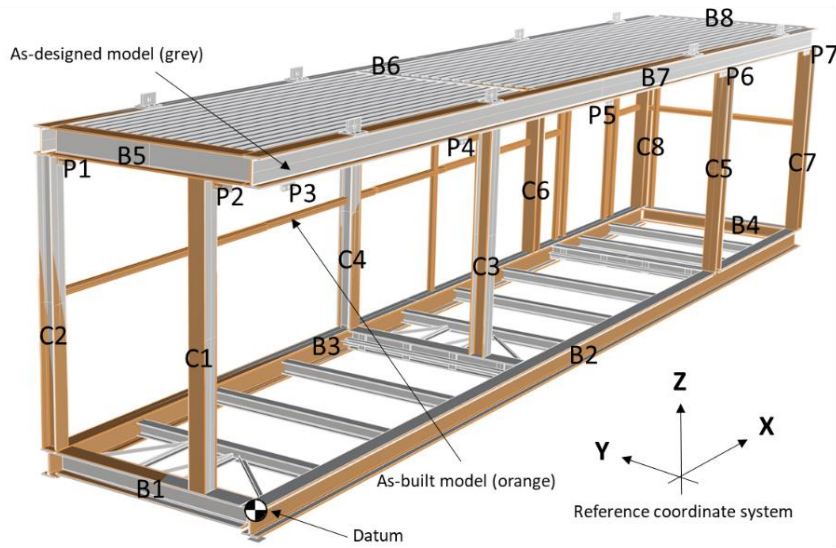 B8
As-designed model (grey)
B6
P7
B7
P6
P5
B5
P1
P4
C8
P2
P3
C5
C7
C6
B4
C4
C3
C2
C1
B3
B2
Z
X
Y
As-built model (orange)
B1
Reference coordinate system
Datum